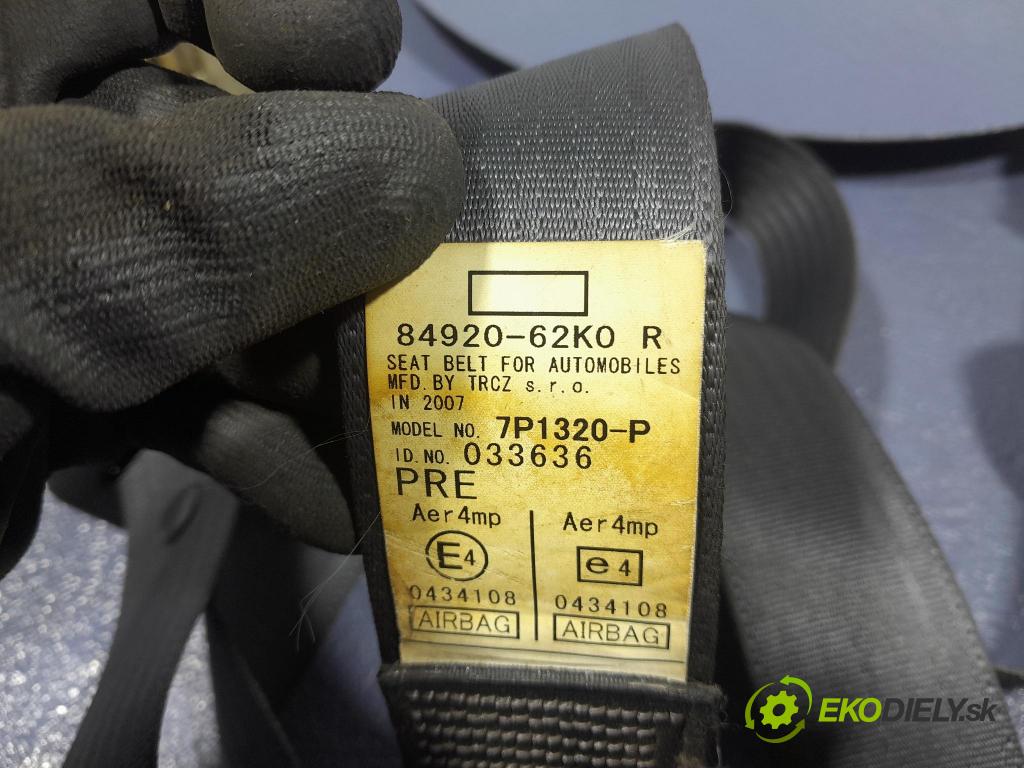 84920-62K0 R
SEAT BELT FOR AUTOMOBILES
MFD. BY TRCZ s.r.o.
IN 2007
MODEL NO. 7P1320-P
ID. NO. 033636
PRE
Aer4mp Aer4mp
E4 e4
0434108 0434108
AIRBAG AIRBAG
EKODIELY.sk